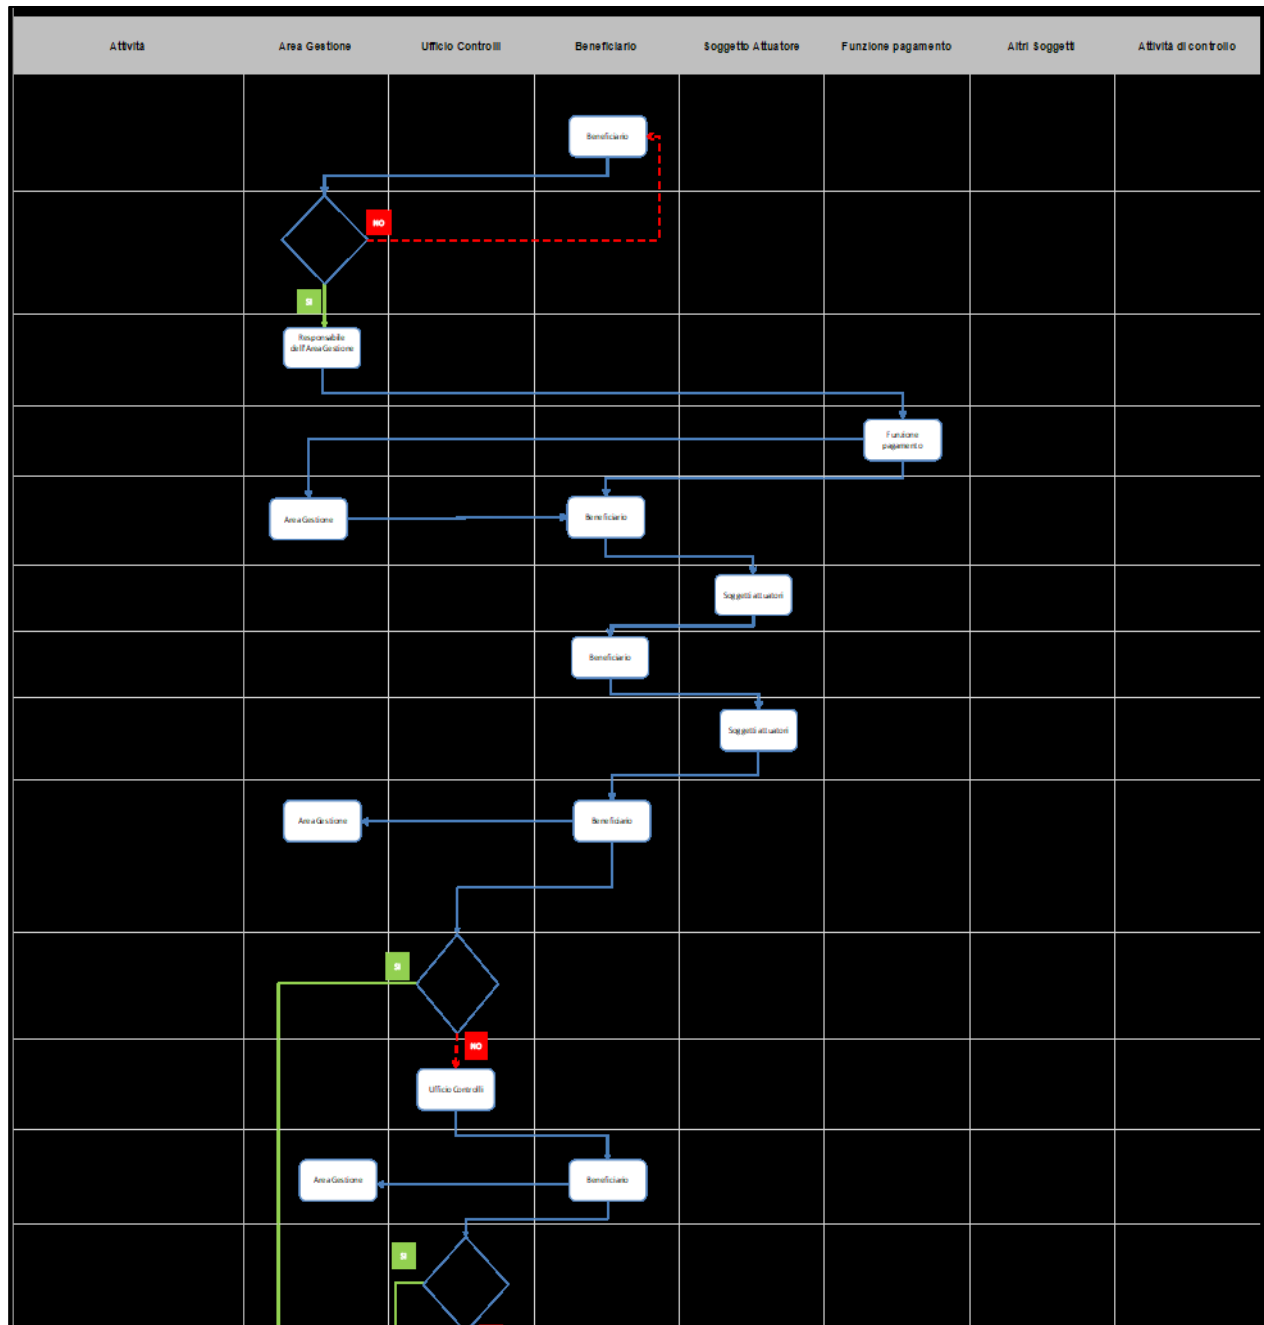 Attività
Area Gestione
Ufficio Controlli
Beneficiario
Soggetto Attuatore
Funzione pagamento
Altri Soggetti
Attività di controllo
Beneficiario
NO
SI
Responsabile
dell'Area Gestione
Funzione
pagamento
Area Gestione
Beneficiario
Soggetti attuatori
Beneficiario
Soggetti attuatori
Area Gestione
Beneficiario
SI
NO
Ufficio Controlli
Area Gestione
Beneficiario
SI